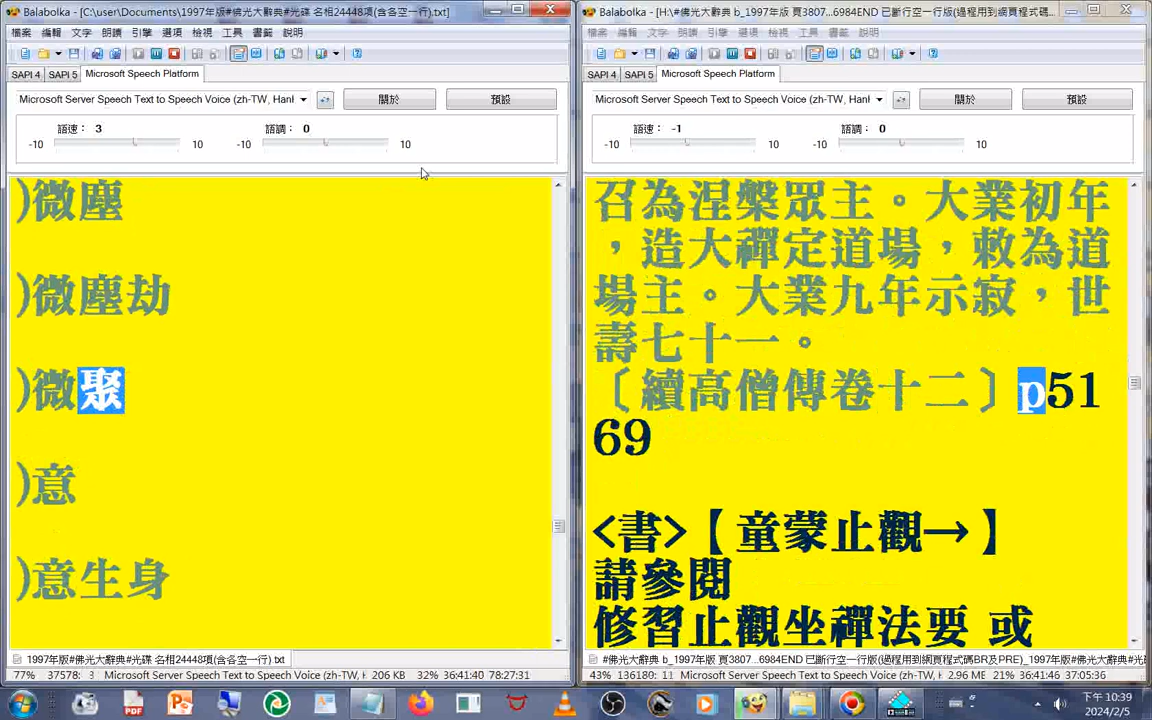 Balabolka - [C:\user\Documents\1997年版#佛光大辭典#光碟 名相24448項(含各空一行).txt]
檔案 編輯 文字 朗讀 引擎 選項 檢視 工具 書籤 說明
SAPI 4 SAPI 5 Microsoft Speech Platform
Microsoft Server Speech Text to Speech Voice (zh-TW, Hanl
關於 預設
語速： 3 語調： 0
-10 10 -10 10
)微塵
)微塵劫
)微聚
)意
)意生身
1997年版#佛光大辭典#光碟 名相24448項(含各空一行).txt
77% 37578: 3 Microsoft Server Speech Text to Speech Voice (zh-TW, H 206 KB 32% 36:41:40 78:27:31
Balabolka - [H:\#佛光大辭典 b_1997年版 頁3807...6984END 已斷行空一行版(過程用到網頁程式碼
檔案 編輯 文字 朗讀 引擎 選項 檢視 工具 書籤 說明
SAPI 4 SAPI 5 Microsoft Speech Platform
Microsoft Server Speech Text to Speech Voice (zh-TW, Hanl
關於 預設
語速： -1 語調： 0
-10 10 -10 10
召為涅槃眾主。大業初年
，造大禪定道場，敕為道
場主。大業九年示寂，世
壽七十一。
〔續高僧傳卷十二〕p51
69
<書>【童蒙止觀→】
請參閱
修習止觀坐禪法要 或
#佛光大辭典 b_1997年版 頁3807...6984END 已斷行空一行版(過程用到網頁程式碼BR及PRE)_1997年版#光
43% 136180: 11 Microsoft Server Speech Text to Speech Voice (zh-TW, H 2.96 MB 21% 36:41:46 37:05:36
PDF
下午 10:39
2024/2/5